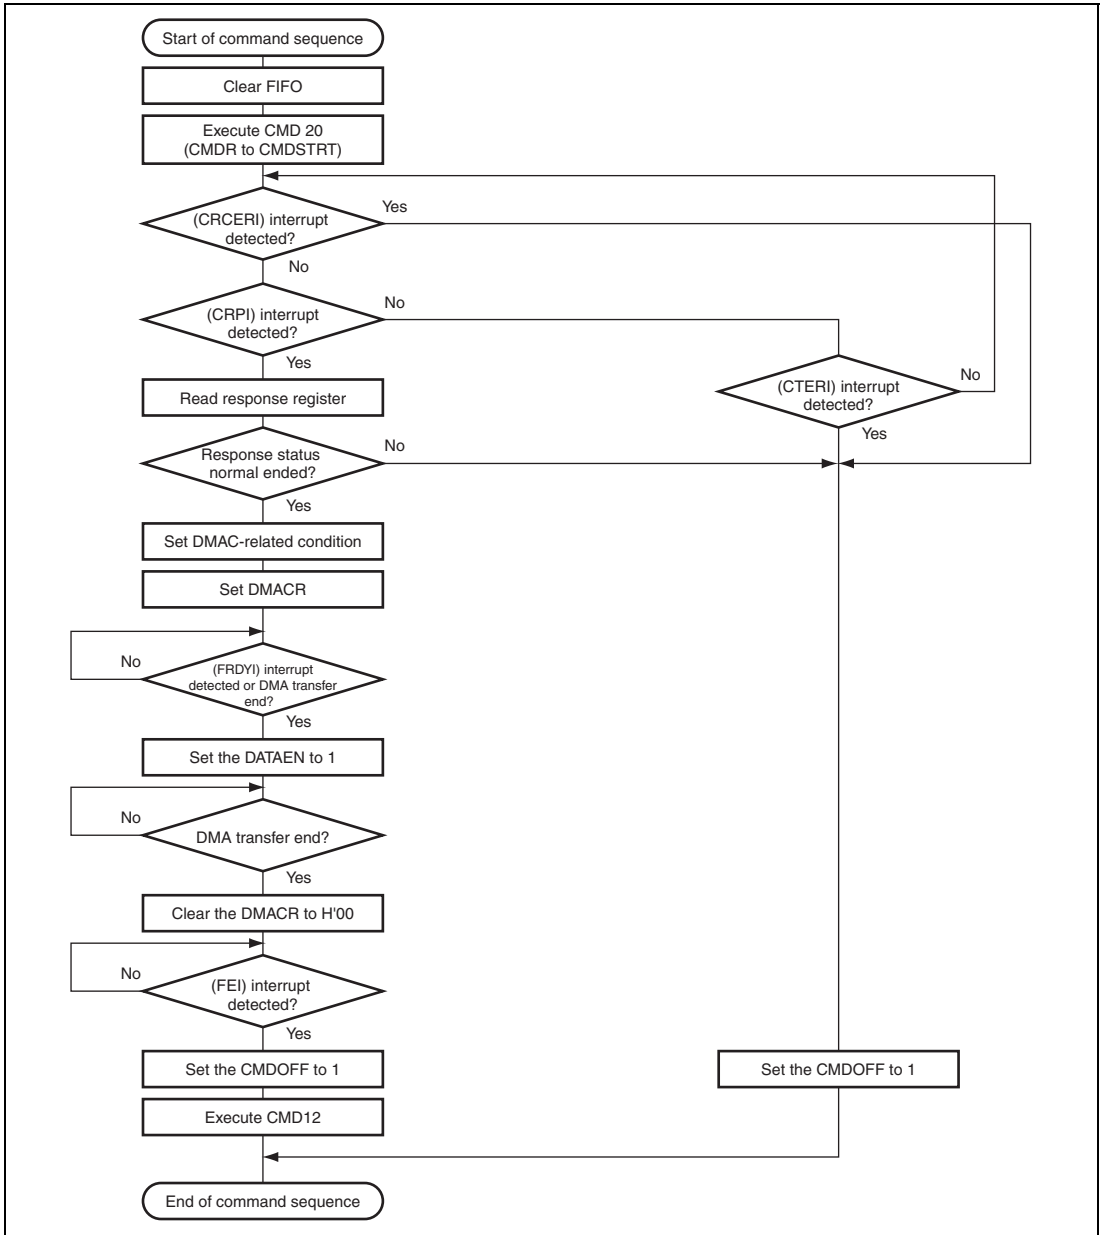 Start of command sequence
Clear FIFO
Execute CMD 20
(CMDR to CMDSTRT)
(CRCERI) interrupt
detected?
Yes
No
(CRPI) interrupt
detected?
No
Yes
(CTERI) interrupt
detected?
No
Yes
Read response register
Response status
normal ended?
No
Yes
Set DMAC-related condition
Set DMACR
(FRDYI) interrupt
detected or DMA transfer
end?
No
Yes
Set the DATAEN to 1
DMA transfer end?
No
Yes
Clear the DMACR to H'00
(FEI) interrupt
detected?
No
Yes
Set the CMDOFF to 1
Set the CMDOFF to 1
Execute CMD12
End of command sequence